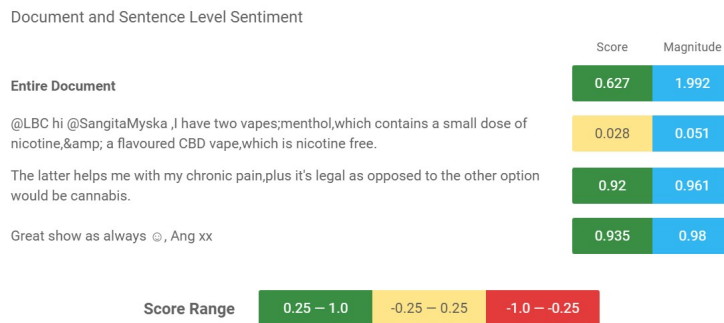 Document and Sentence Level Sentiment
Score Magnitude
Entire Document 0.627 1.992
@LBC hi @SangitaMyska ,I have two vapes;menthol,which contains a small dose of
nicotine,&amp; a flavoured CBD vape,which is nicotine free.
0.028 0.051
The latter helps me with my chronic pain,plus it's legal as opposed to the other option
would be cannabis.
0.92 0.961
Great show as always ☺, Ang xx 0.935 0.98
Score Range 0.25 — 1.0 -0.25 — 0.25 -1.0 — -0.25